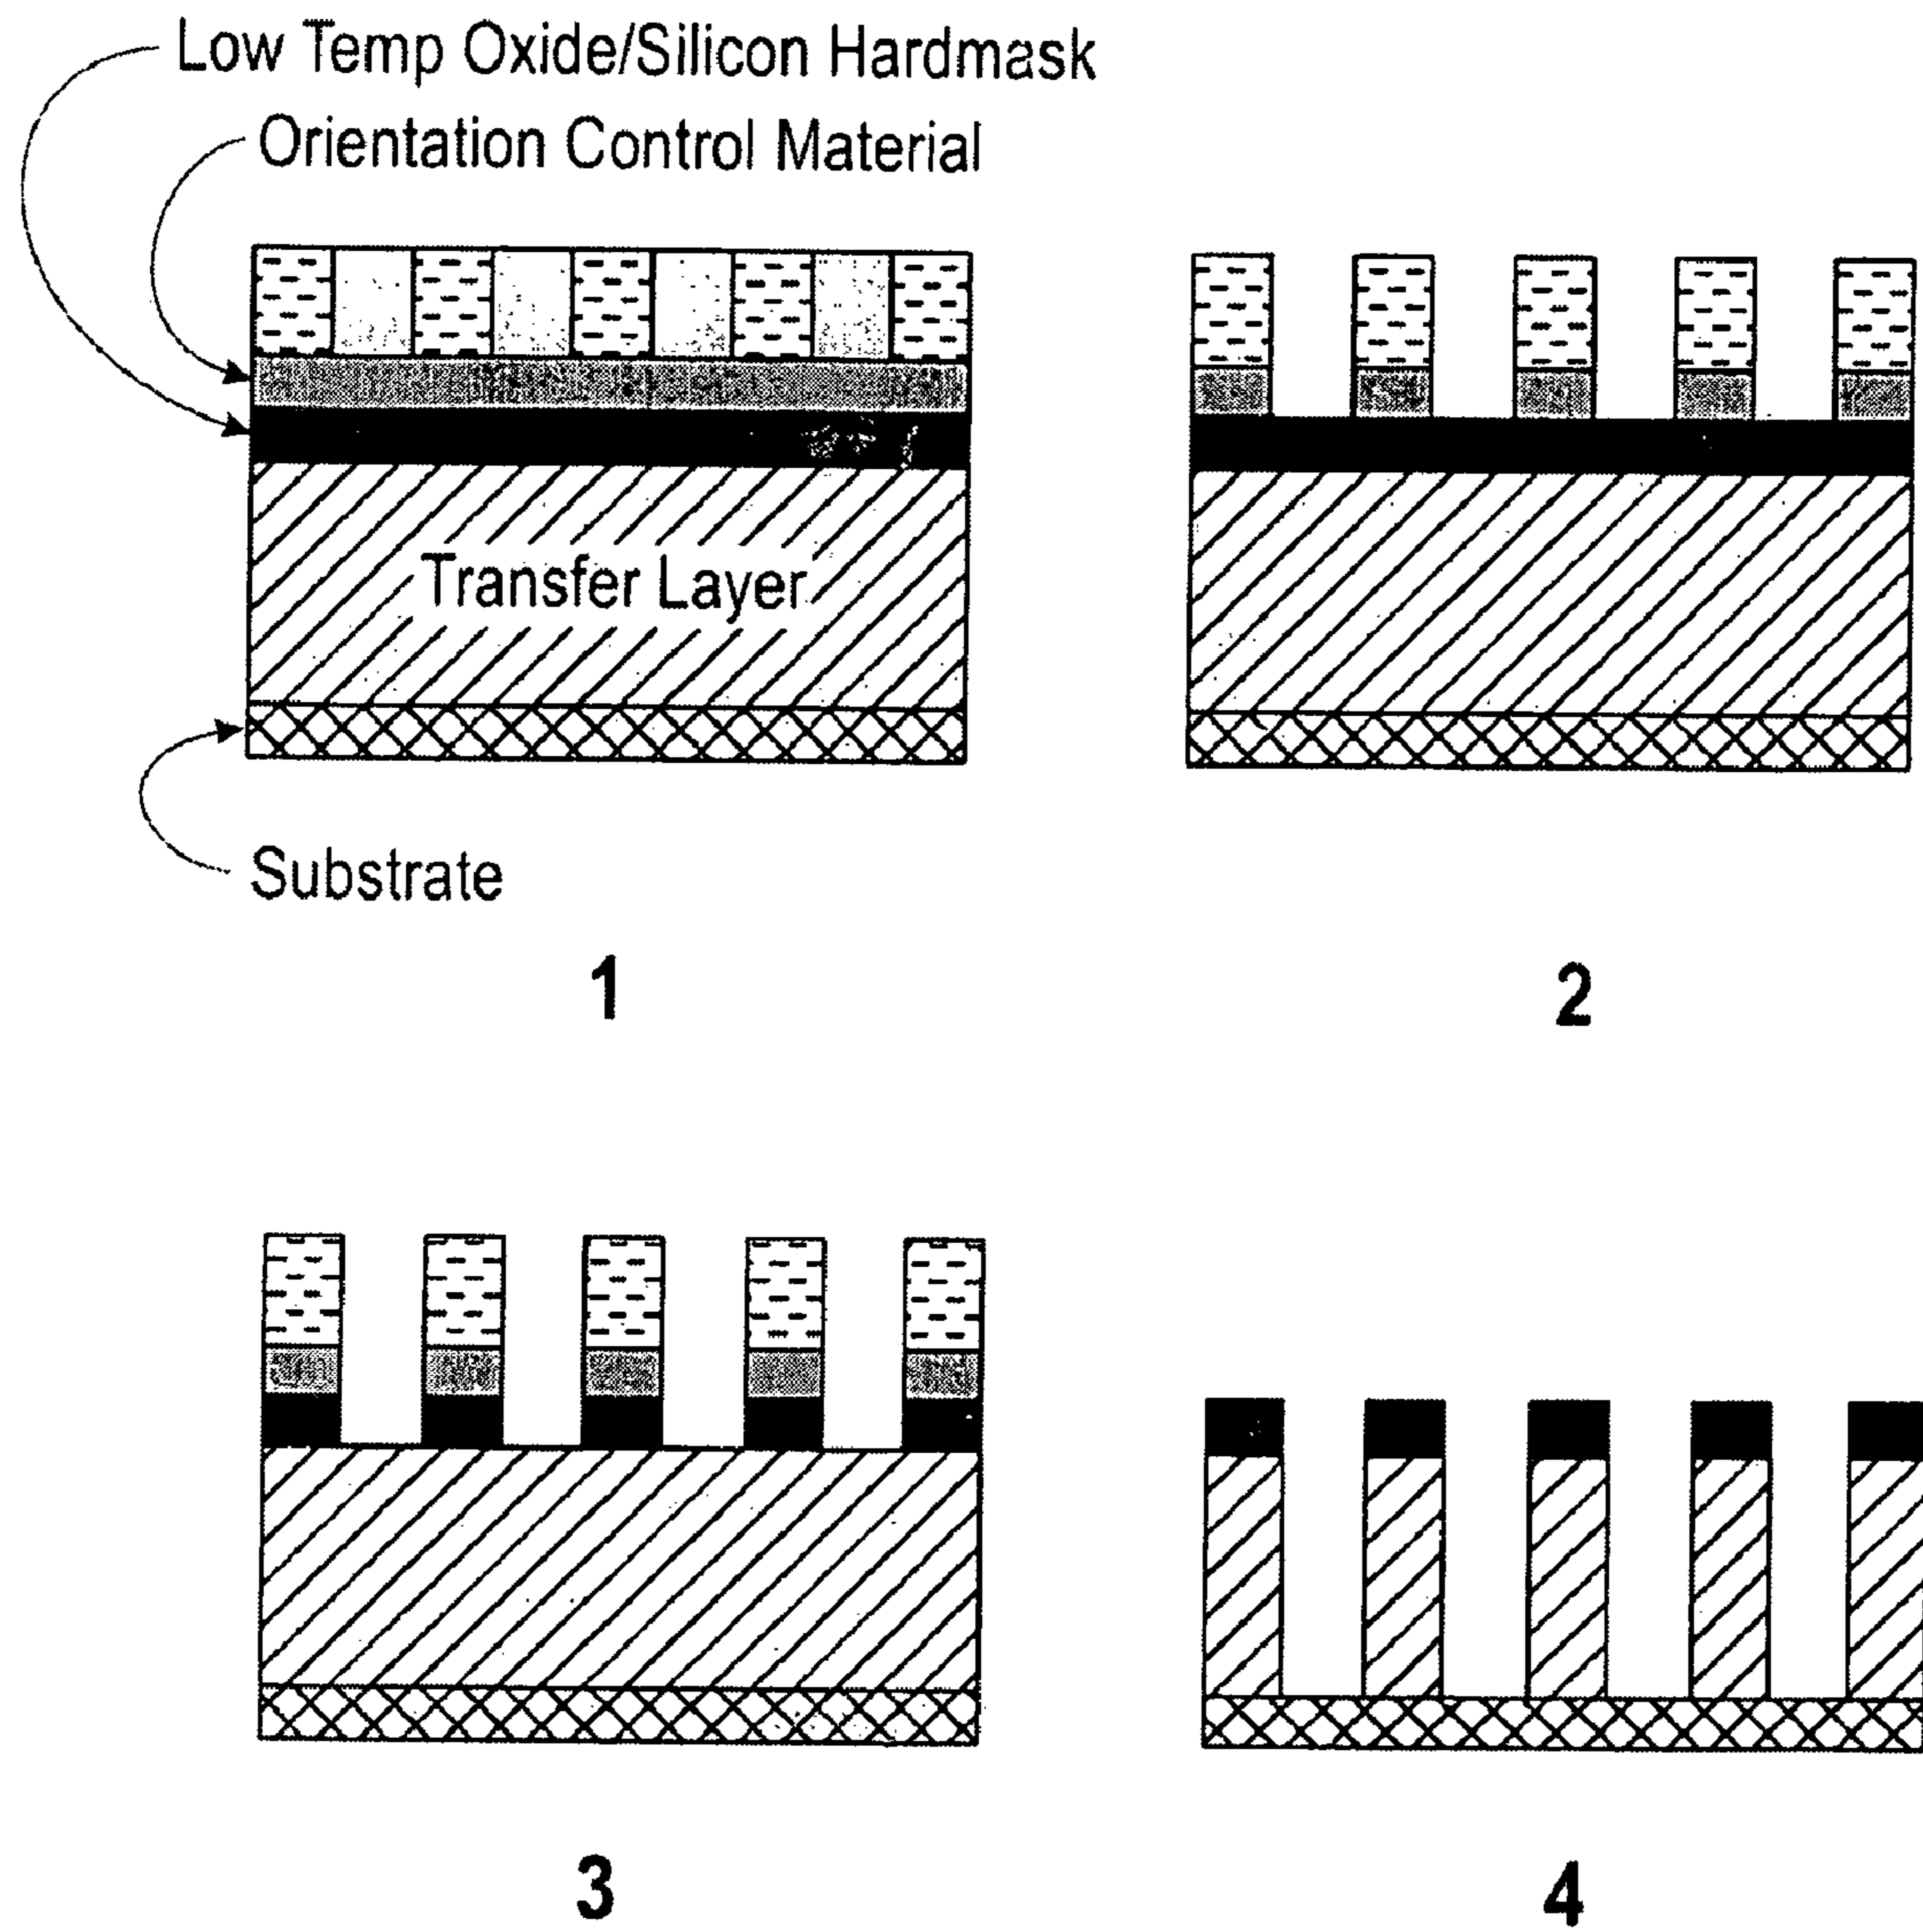 Low Temp Oxide/Silicon Hardmask
Orientation Control Material
Transfer Layer
Substrate
1
2
3
4